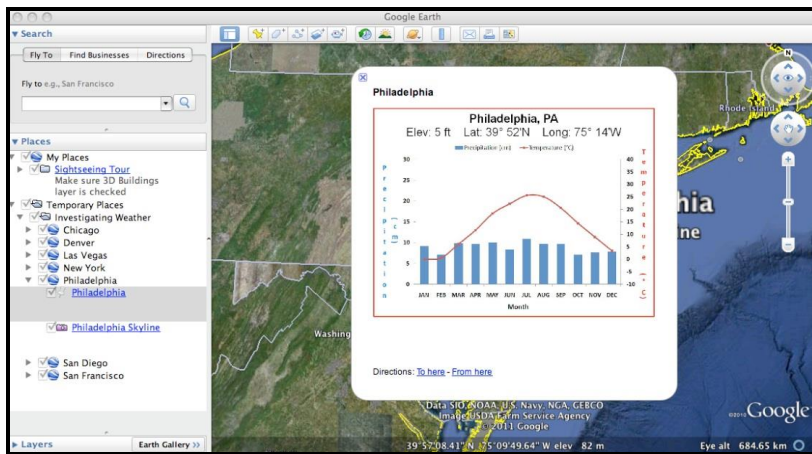 Google Earth
Search
Fly To Find Businesses Directions
Fly to e.g., San Francisco
Places
My Places
Sightseeing Tour
Make sure 3D Buildings
layer is checked
Temporary Places
Investigating Weather
Chicago
Denver
Las Vegas
New York
Philadelphia
Philadelphia
Philadelphia Skyline
San Diego
San Francisco
Layers Earth Gallery >>
Philadelphia
Philadelphia, PA
Elev: 5 ft Lat: 39° 52'N Long: 75° 14'W
Precipitation (cm) Temperature (°C)
Precipitation (cm)
30
25
20
15
10
5
0
40
35
30
25
20
15
10
5
0
-5
-10
Temperature (°C)
JAN FEB MAR APR MAY JUN JUL AUG SEP OCT NOV DEC
Month
Directions: To here - From here
N
Rhode Island
hia
ne
Washing
Data SIO, NOAA, U.S. Navy, NGA, GEBCO
Image USDA Farm Service Agency
©2011 Google
©2010 Google
39°57'08.41" N 75°09'49.64" W elev 82 m Eye alt 684.65 km